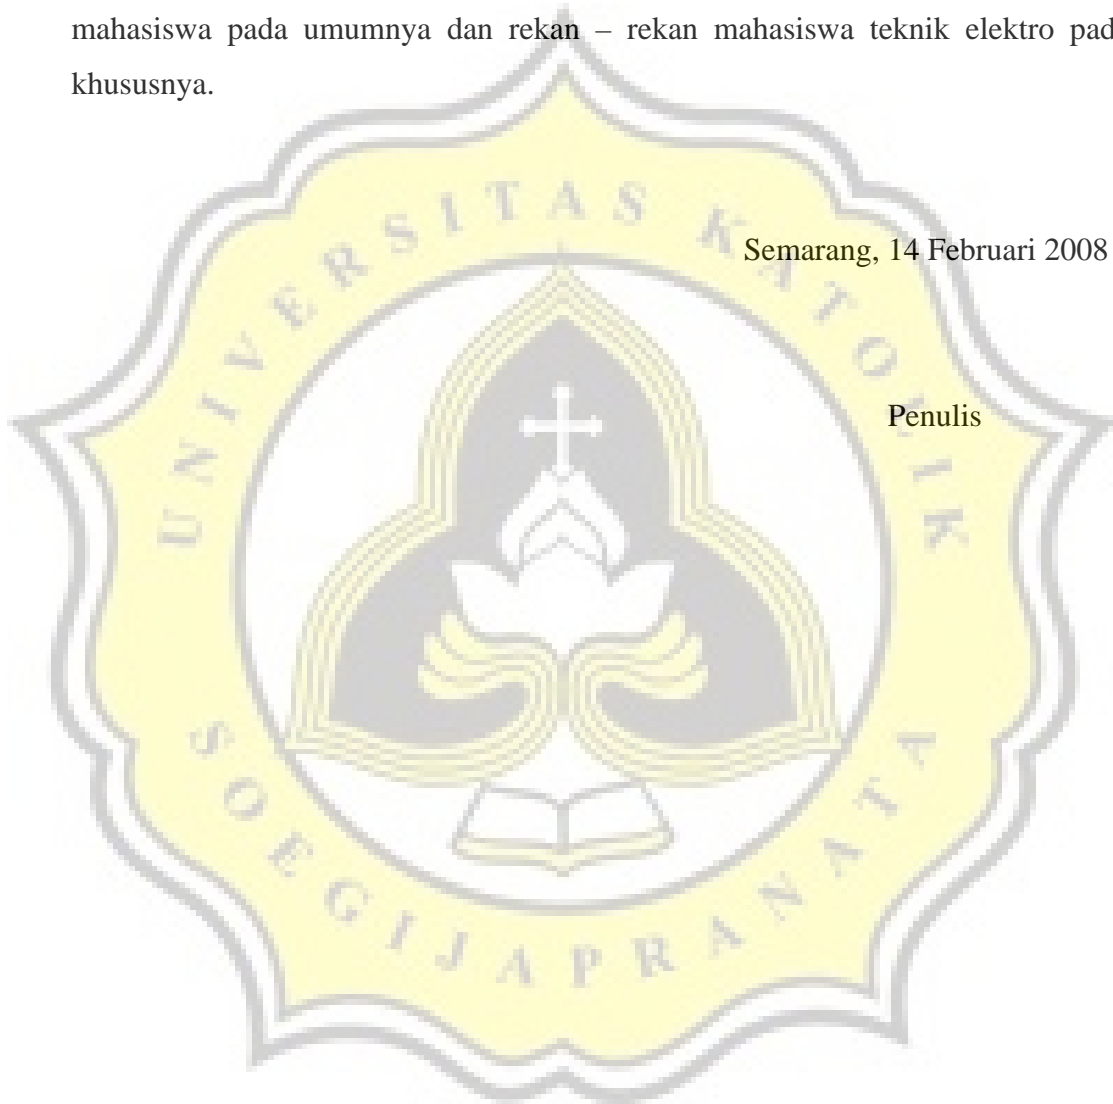 mahasiswa pada umumnya dan rekan – rekan mahasiswa teknik elektro pad
khususnya.
Semarang, 14 Februari 2008
Penulis
UNIVERSITAS KATOLIK
SOEGIJAPRANATA